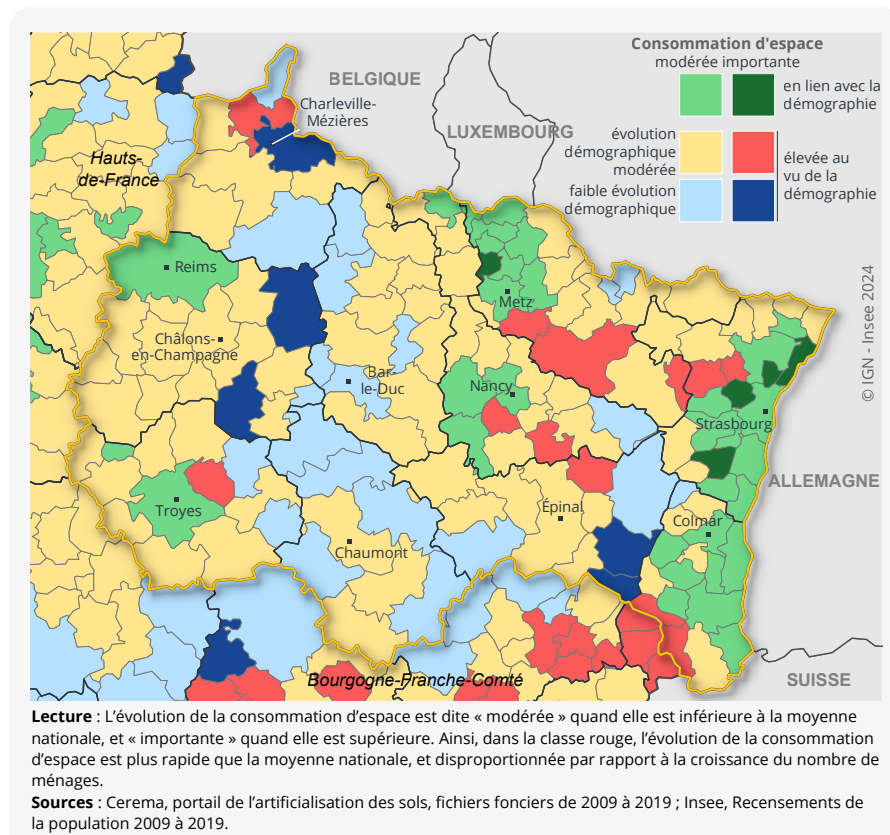 Consommation d'espace
modérée importante
en lien avec la
démographie
évolution
démographique
modérée
élevée au
vu de la
démographie
faible évolution
démographique
BELGIQUE
Charleville-
Mézières
LUXEMBOURG
Hauts-
de-France
Reims
Metz
Châlons-
en-Champagne
Bar-
le-Duc
Nancy
Strasbourg
ALLEMAGNE
Troyes
Épinal
Colmar
Chaumont
Bourgogne-Franche-Comté
SUISSE
© IGN - Insee 2024
Lecture : L'évolution de la consommation d'espace est dite « modérée » quand elle est inférieure à la moyenne
nationale, et « importante » quand elle est supérieure. Ainsi, dans la classe rouge, l'évolution de la consommation
d'espace est plus rapide que la moyenne nationale, et disproportionnée par rapport à la croissance du nombre de
ménages.
Sources : Cerema, portail de l'artificialisation des sols, fichiers fonciers de 2009 à 2019 ; Insee, Recensements de
la population 2009 à 2019.